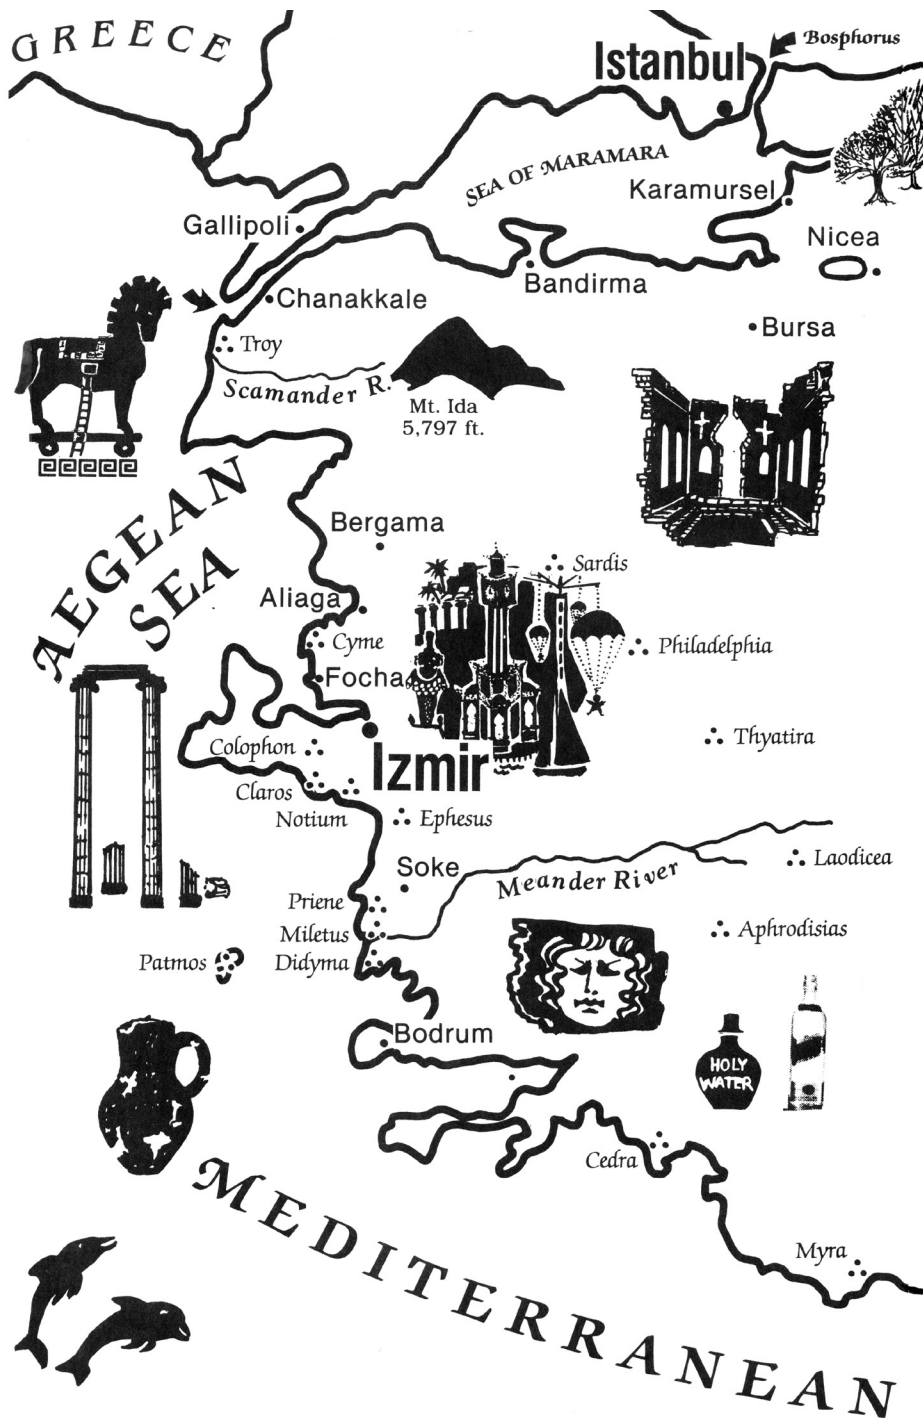 GREECE
Bosphorus
Istanbul
SEA OF MARAMARA
Karamursel
Gallipoli
Nicea
Bandirma
Chanakkale
Bursa
Troy
Scamander R.
Mt. Ida
5,797 ft.
AEGEAN
SEA
Bergama
Sardis
Aliaga
Cyme
Philadelphia
Focha
Thyatira
Colophon
Izmir
Claros
Notium
Ephesus
Laodicea
Soke
Meander River
Priene
Miletus
Aphrodisias
Patmos
Didyma
Bodrum
HOLY
WATER
Cedra
MEDITERRANEAN
Myra